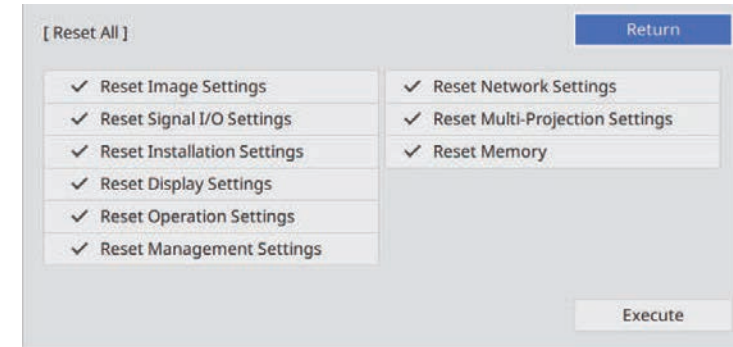 [ Reset All ]
Return
✓ Reset Image Settings
✓ Reset Signal I/O Settings
✓ Reset Installation Settings
✓ Reset Display Settings
✓ Reset Operation Settings
✓ Reset Management Settings
✓ Reset Network Settings
✓ Reset Multi-Projection Settings
✓ Reset Memory
Execute